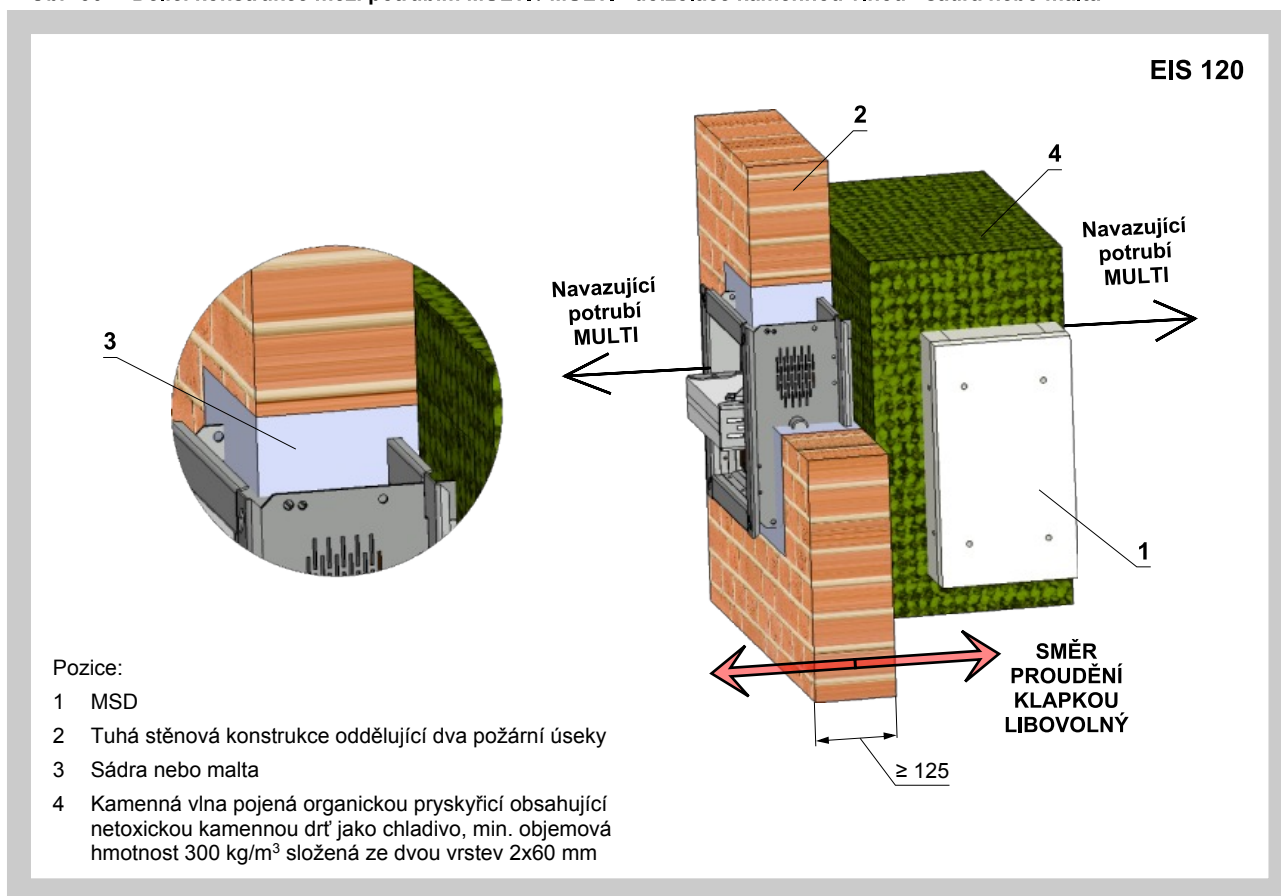 EIS 120
2
4
Navazující
potrubí
MULTI
Navazující
potrubí
MULTI
3
1
SMĚR
PROUDĚNÍ
KLAPKOU
LIBOVOLNÝ
≥ 125
Pozice:
1 MSD
2 Tuhá stěnová konstrukce oddělující dva požární úseky
3 Sádra nebo malta
4 Kamenná vlna pojená organickou pryskyřicí obsahující
netoxickou kamennou drť jako chladivo, min. objemová
hmotnost 300 kg/m³ složená ze dvou vrstev 2x60 mm